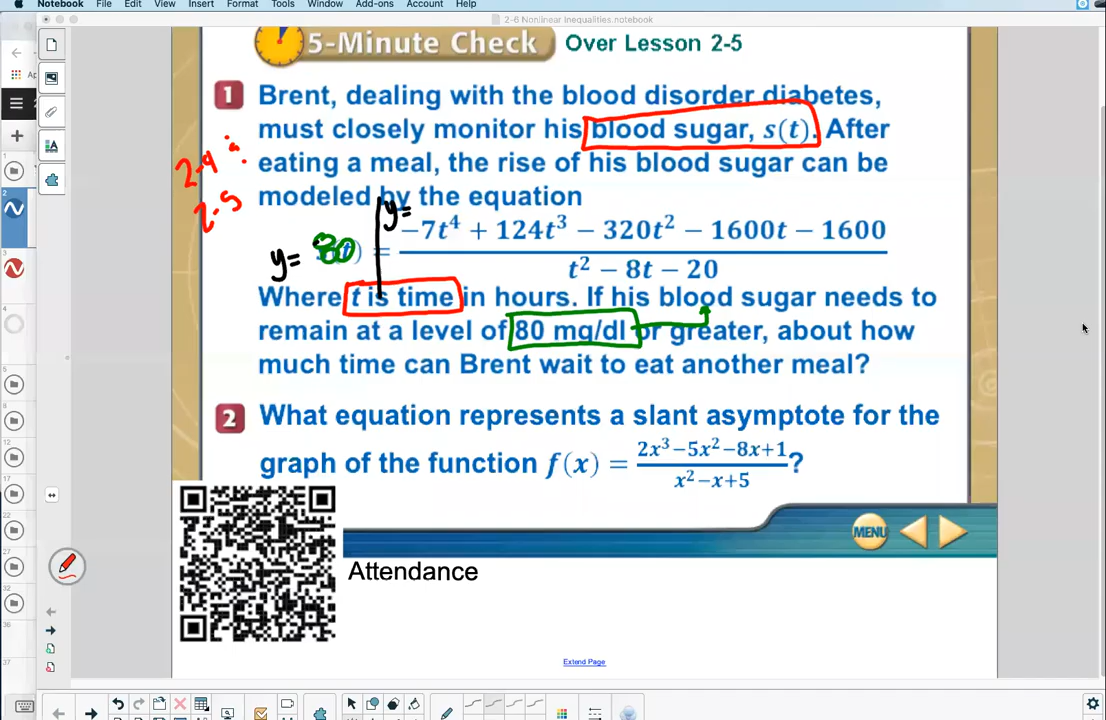 Notebook File Edit View Insert Format Tools Window Add-ons Account Help
2-6 Nonlinear Inequalities.notebook
5-Minute Check Over Lesson 2-5
1 Brent, dealing with the blood disorder diabetes,
must closely monitor his blood sugar, s(t). After
2-4
eating a meal, the rise of his blood sugar can be
2-5
modeled by the equation
y=
y= 80 = −7t⁴ + 124t³ − 320t² − 1600t − 1600
t² − 8t − 20
Where t is time in hours. If his blood sugar needs to
remain at a level of 80 mq/dl or greater, about how
much time can Brent wait to eat another meal?
2 What equation represents a slant asymptote for the
graph of the function f(x) = 2x³−5x²−8x+1
x²−x+5 ?
MENU
Attendance
Extend Page